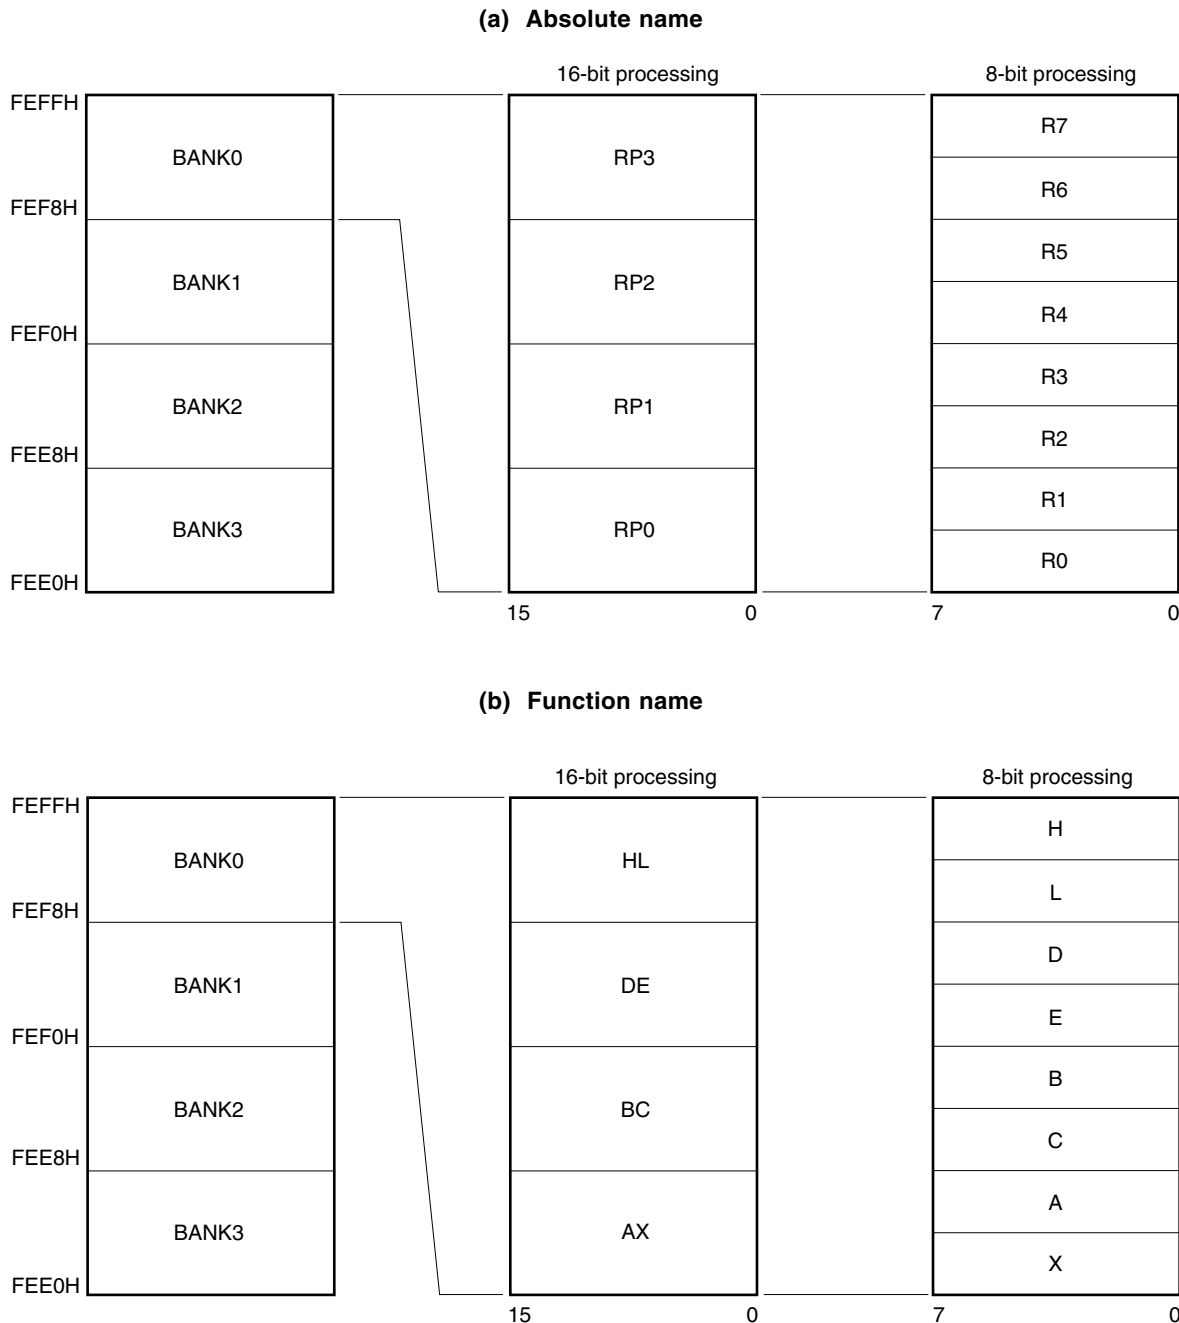 (a) Absolute name
16-bit processing 8-bit processing
FEFFH
BANK0 RP3 R7
R6
FEF8H
BANK1 RP2 R5
R4
FEF0H
BANK2 RP1 R3
R2
FEE8H
BANK3 RP0 R1
R0
FEE0H
15 0 7 0
(b) Function name
16-bit processing 8-bit processing
FEFFH
BANK0 HL H
L
FEF8H
BANK1 DE D
E
FEF0H
BANK2 BC B
C
FEE8H
BANK3 AX A
X
FEE0H
15 0 7 0